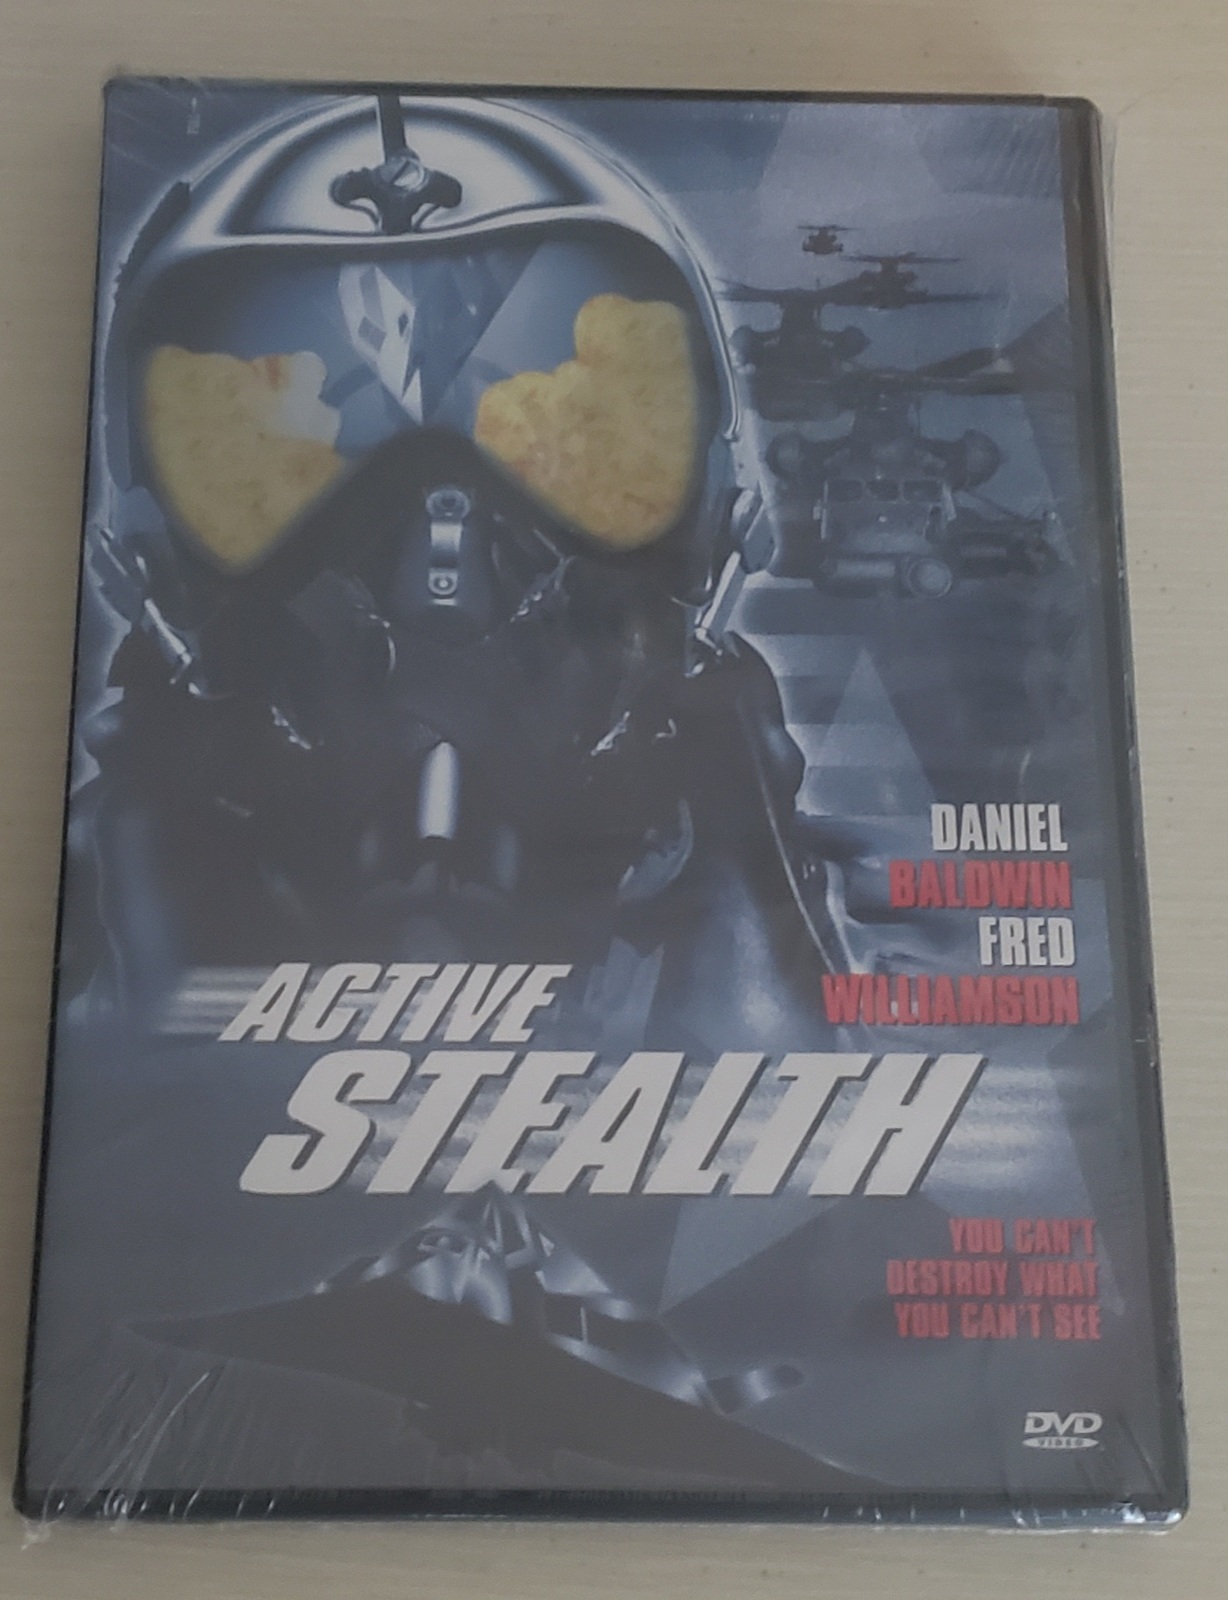 DANIEL
BALDWIN
FRED
WILLIAMSON
ACTIVE
STEALTH
YOU CAN'T
DESTROY WHAT
YOU CAN'T SEE
DVD
VIDEO